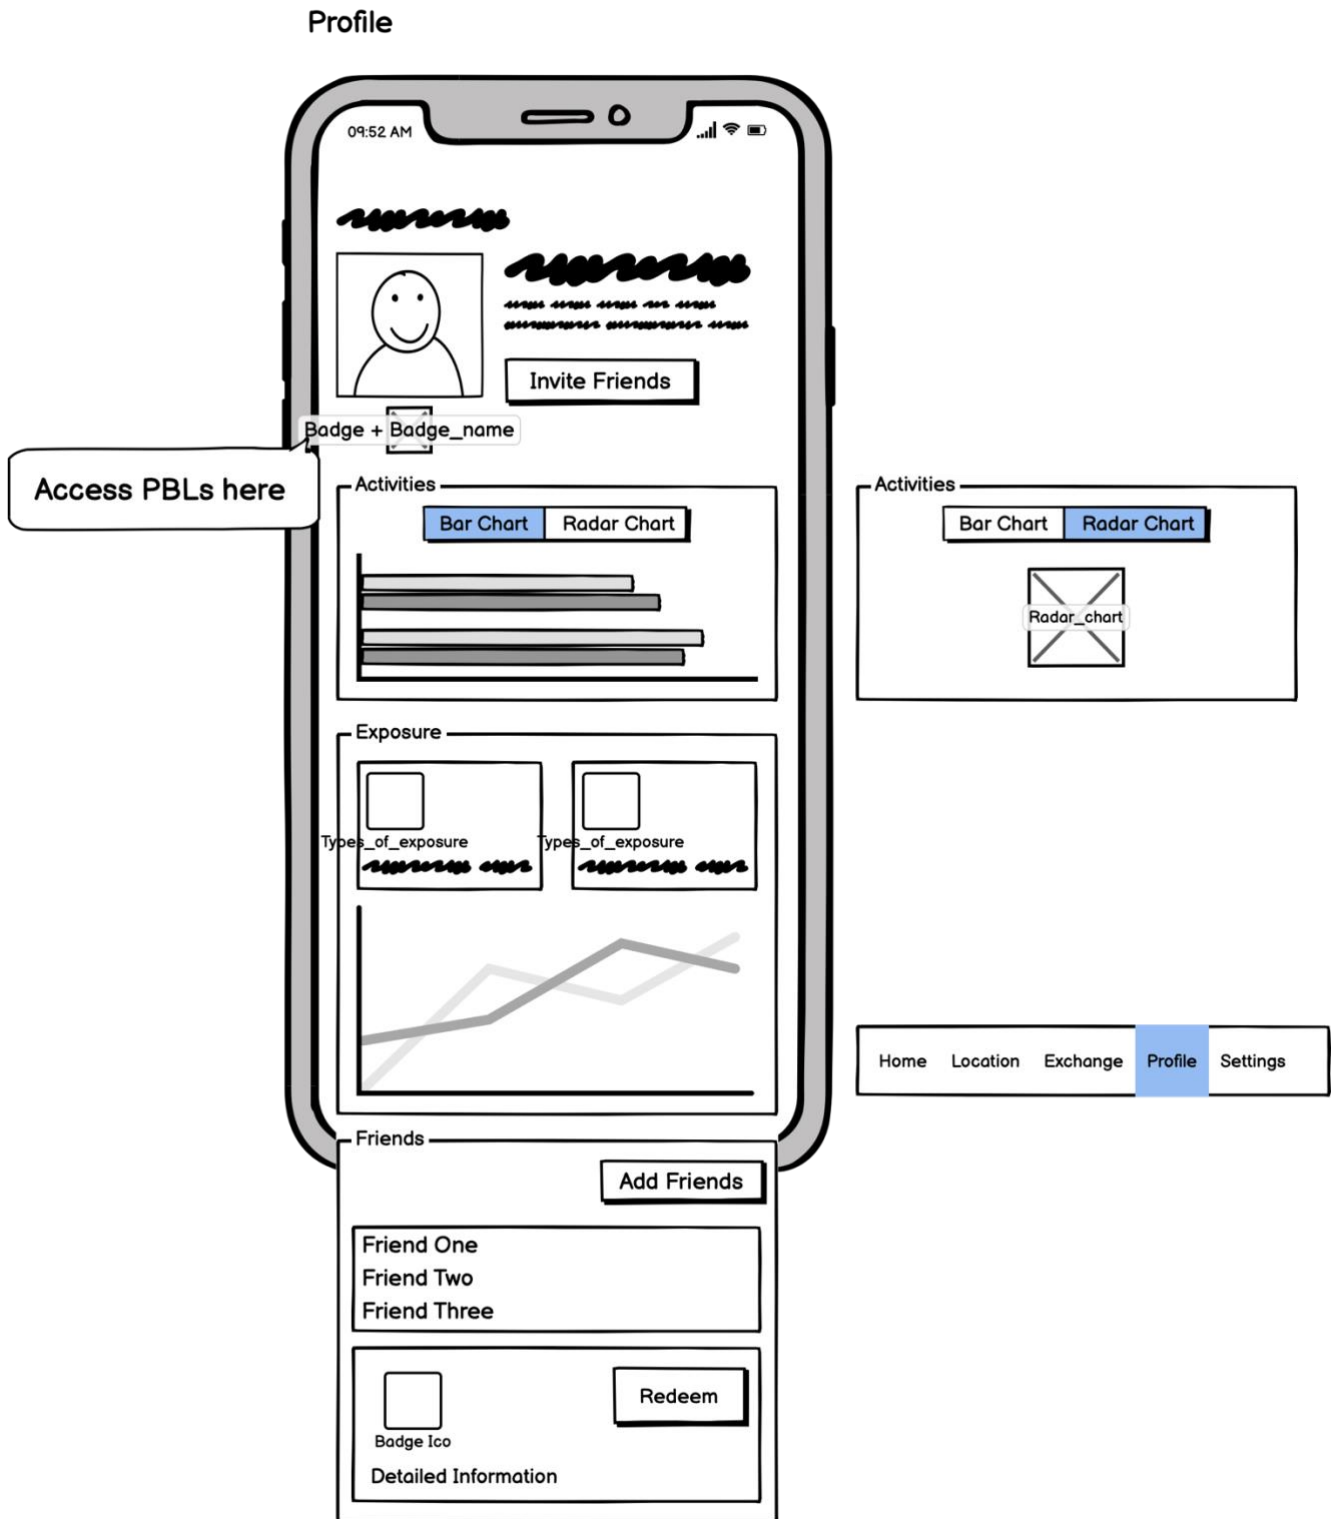 Profile
09:52 AM
Invite Friends
Badge + Badge_name
Access PBLs here
Activities
Bar Chart
Radar Chart
Activities
Bar Chart
Radar Chart
Radar_chart
Exposure
Types_of_exposure
Types_of_exposure
Home Location Exchange Profile Settings
Friends
Add Friends
Friend One
Friend Two
Friend Three
Redeem
Badge Ico
Detailed Information